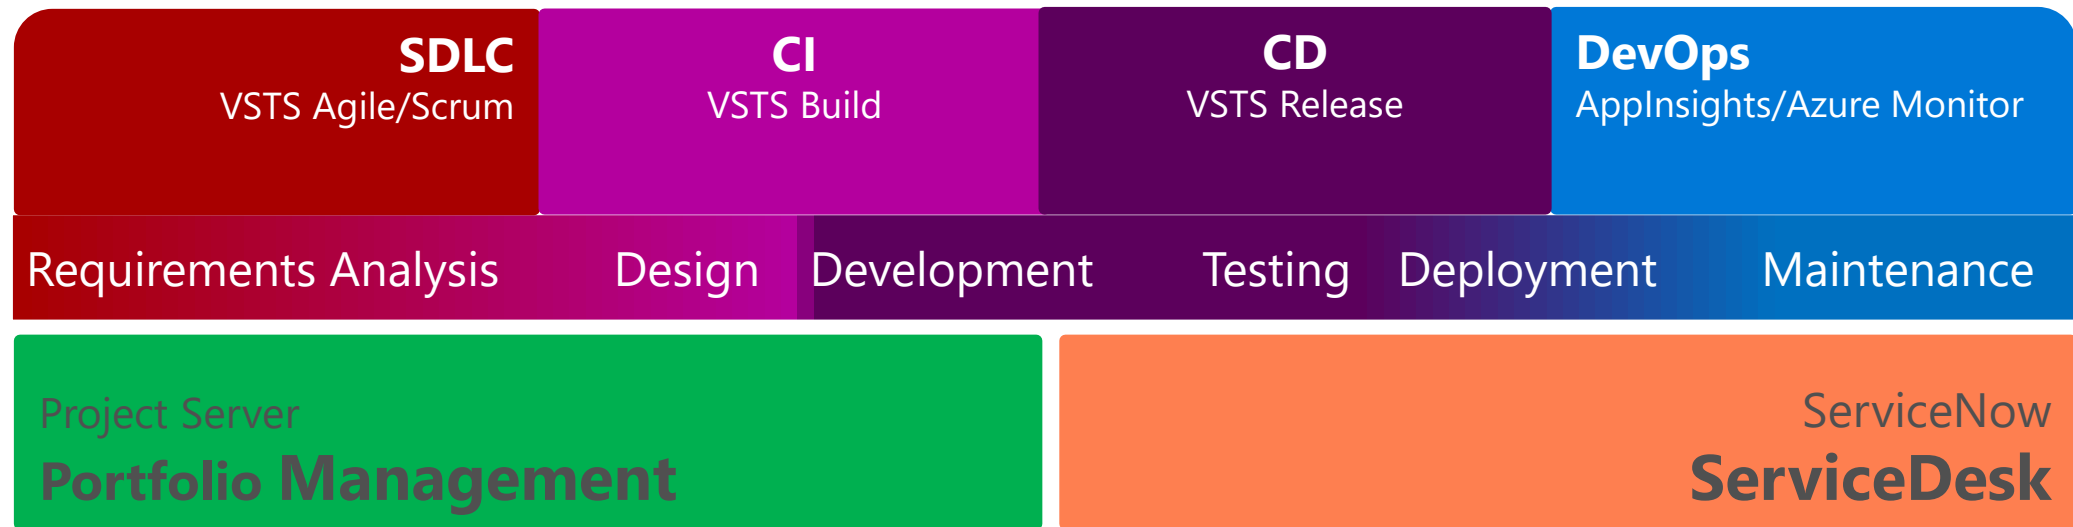 SDLC
VSTS Agile/Scrum
CI
VSTS Build
CD
VSTS Release
DevOps
AppInsights/Azure Monitor
Requirements Analysis Design Development Testing Deployment Maintenance
Project Server
Portfolio Management
ServiceNow
ServiceDesk